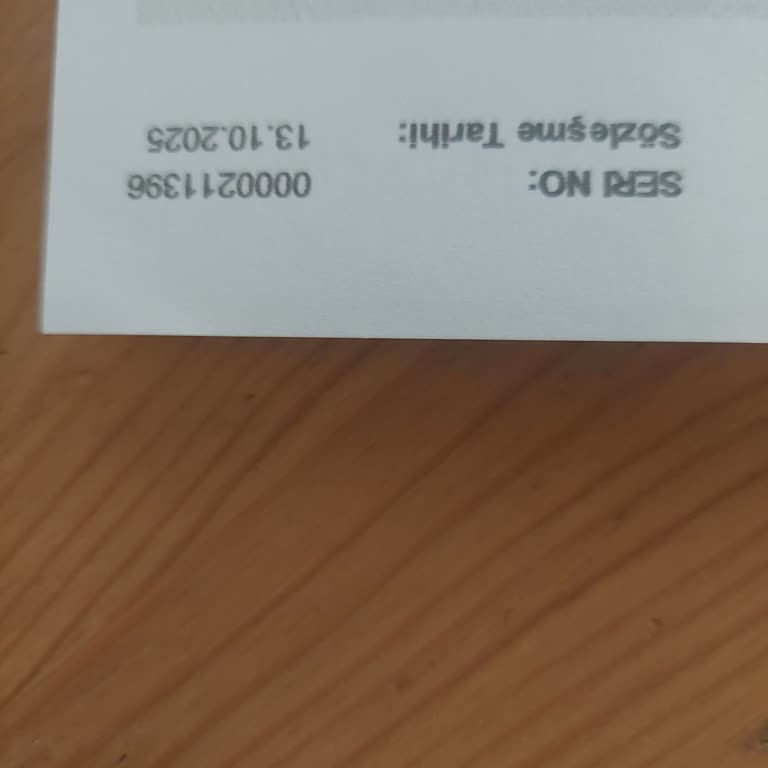 SERI NO: 0000211396
Sözleşme Tarihi: 13.10.2025